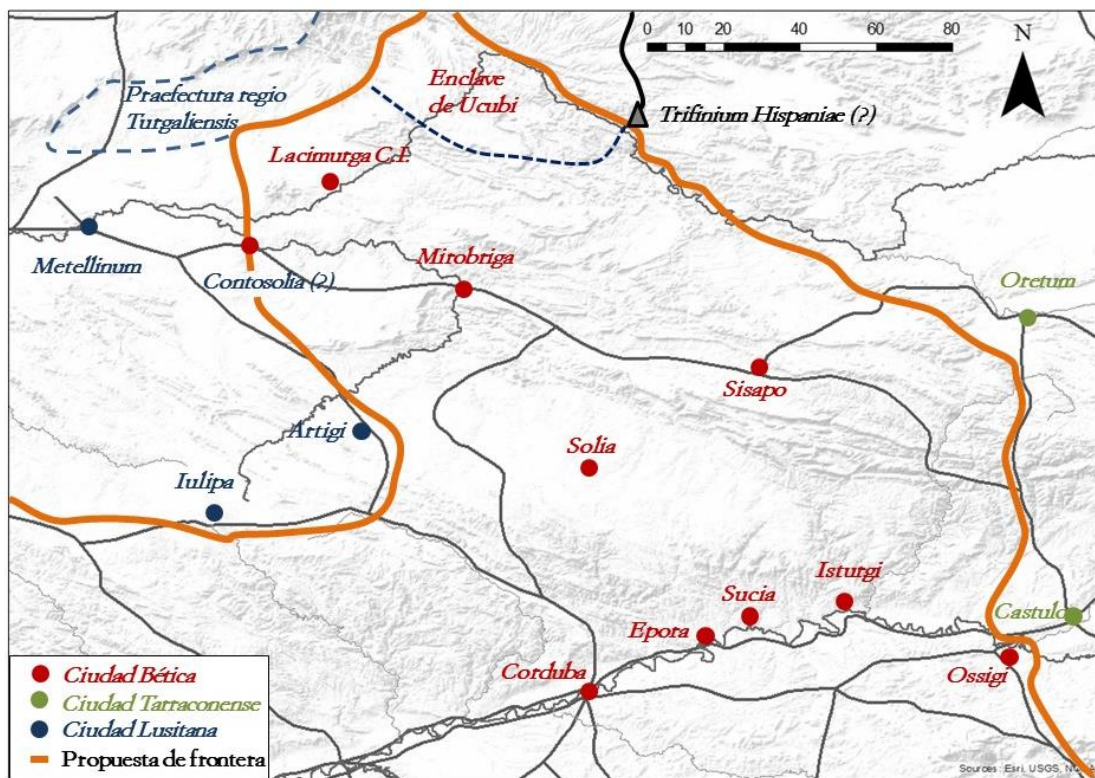 0 20 40 60 80
N
Praefectura regio
Turgaliensis
Enclave
de Ucubi
Trifinium Hispaniae (?)
Lacimurga C.I.
Metellinum
Contosolia (?)
Mirobriga
Oretum
Sisapo
Artigi
Solia
Iulipa
Isturgi
Sucia
Epora
Castulo
Corduba
Ossigi
Ciudad Bética
Ciudad Tarraconense
Ciudad Lusitana
Propuesta de frontera
Sources: Esri, USGS,